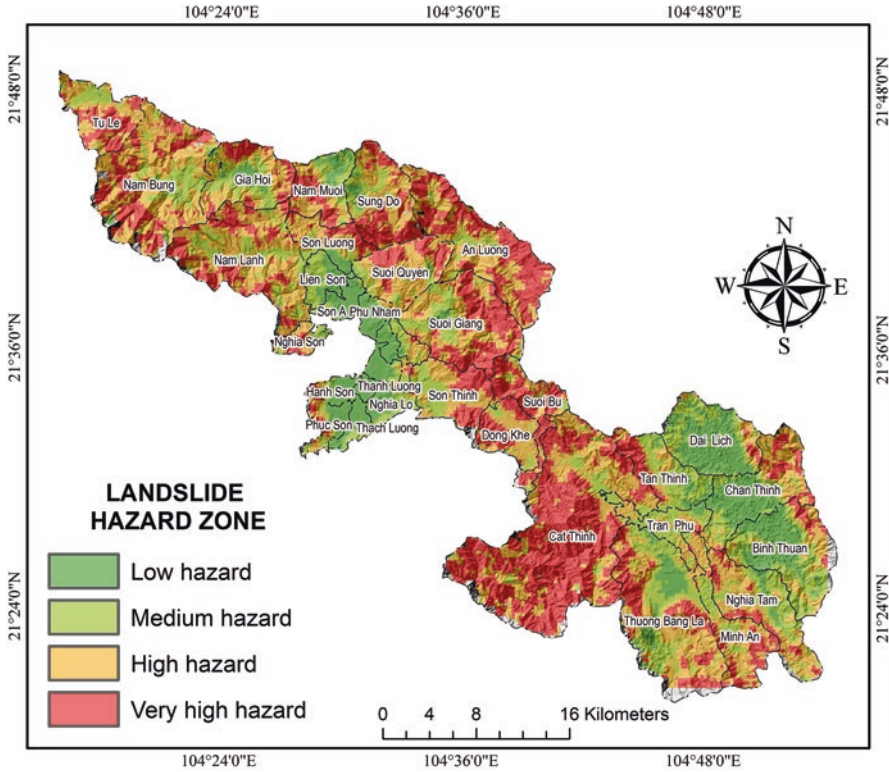 104°24'0"E 104°36'0"E 104°48'0"E
21°48'0"N
21°48'0"N
Tu Le
Nam Bung
Gia Hoi
Nam Muoi
Sung Do
Son Luong
An Luong
Nam Lanh
Suoi Quyen
Lien Son
Son A Phu Nham
Suoi Giang
Nghia Son
N
W E
S
21°36'0"N
21°36'0"N
Hanh Son
Thanh Luong
Son Thinh
Nghia Lo
Suoi Bu
Phuc Son
Thach Luong
Dong Khe
Dai Lich
Tan Thinh
Chan Thinh
Tran Phu
Cat Thinh
Binh Thuan
Nghia Tam
Thuong Bang La
Minh An
21°24'0"N
21°24'0"N
LANDSLIDE
HAZARD ZONE
Low hazard
Medium hazard
High hazard
Very high hazard
0 4 8 16 Kilometers
104°24'0"E 104°36'0"E 104°48'0"E